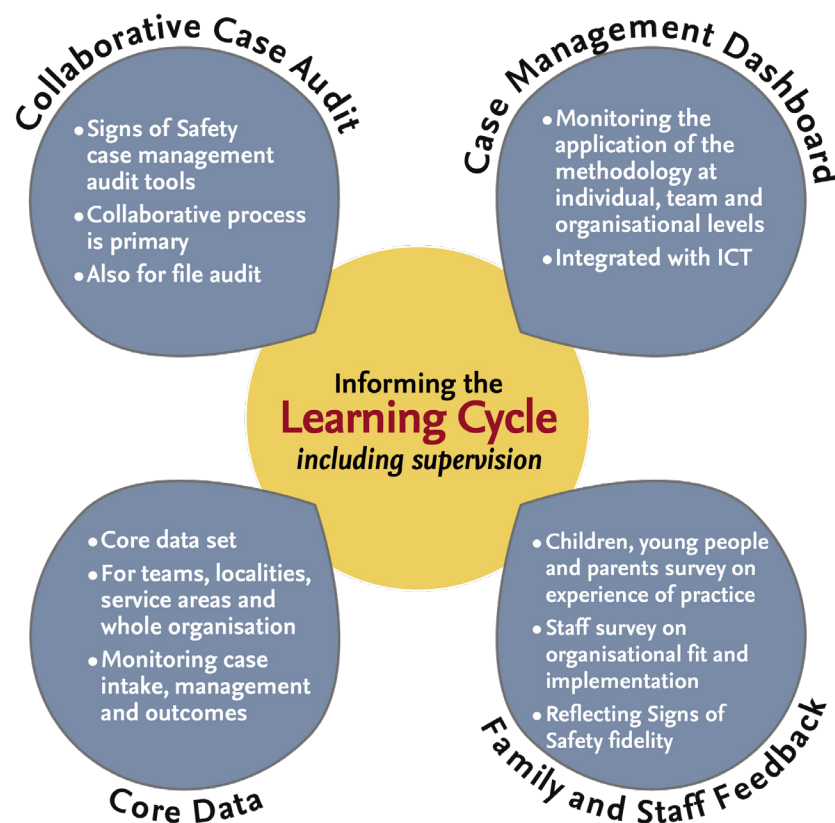 Collaborative Case Audit
• Signs of Safety
case management
audit tools
• Collaborative process
is primary
• Also for file audit
Case Management Dashboard
• Monitoring the
application of the
methodology at
individual, team and
organisational levels
• Integrated with ICT
Informing the
Learning Cycle
including supervision
• Core data set
• For teams, localities,
service areas and
whole organisation
• Monitoring case
intake, management
and outcomes
Core Data
• Children, young people
and parents survey on
experience of practice
• Staff survey on
organisational fit and
implementation
• Reflecting Signs of
Safety fidelity
Family and Staff Feedback